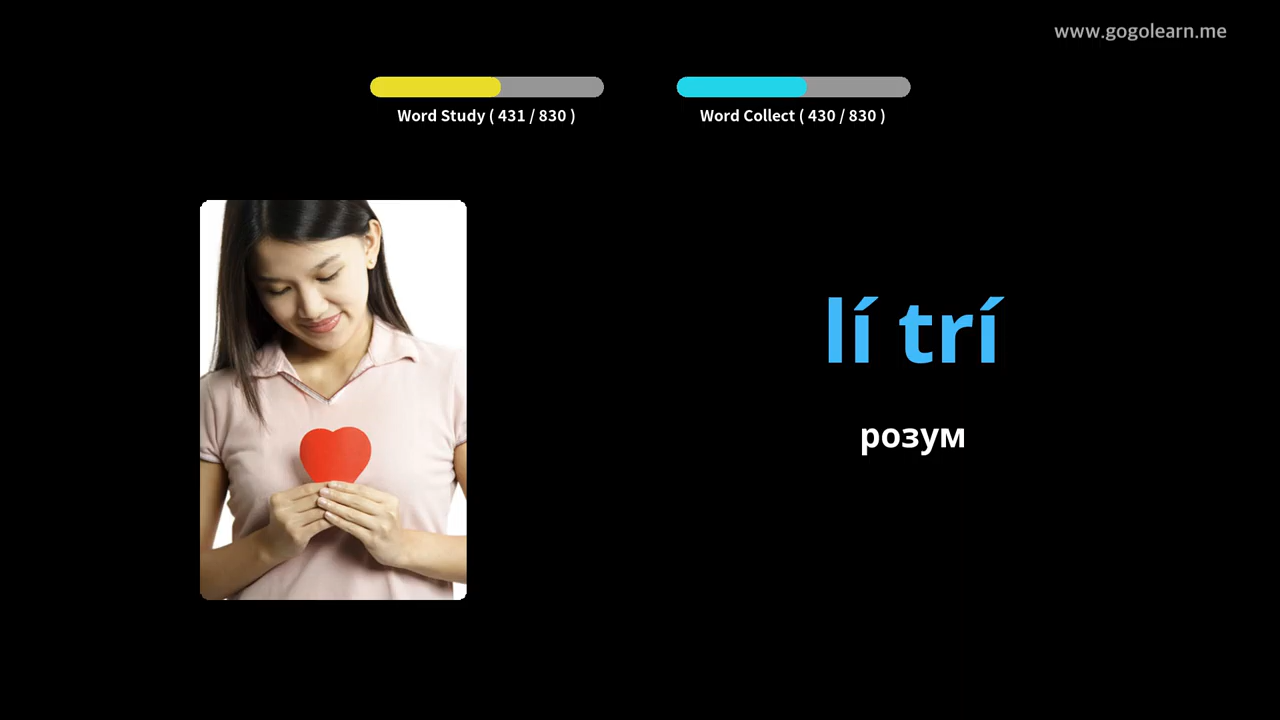 www.gogolearn.me
Word Study ( 431 / 830 )
Word Collect ( 430 / 830 )
lí trí
розум